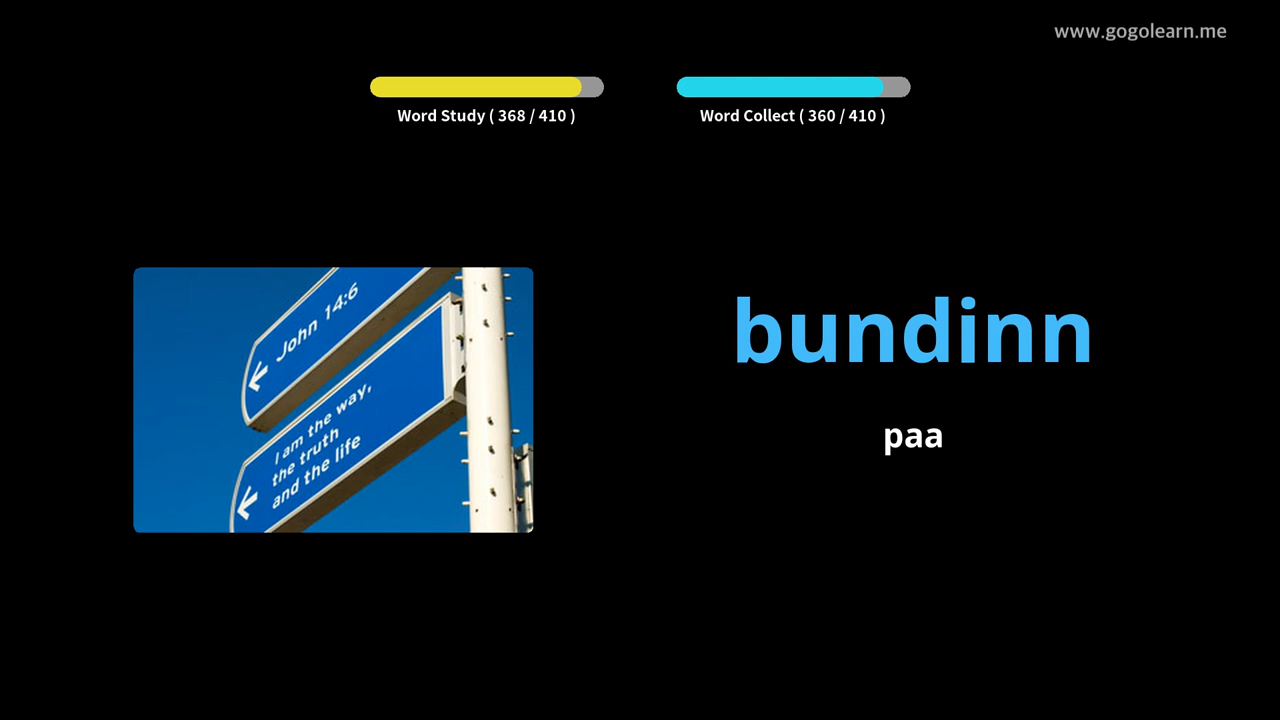 www.gogolearn.me
Word Study ( 368 / 410 )
Word Collect ( 360 / 410 )
John 14:6
I am the way,
the truth
and the life
bundinn
paa